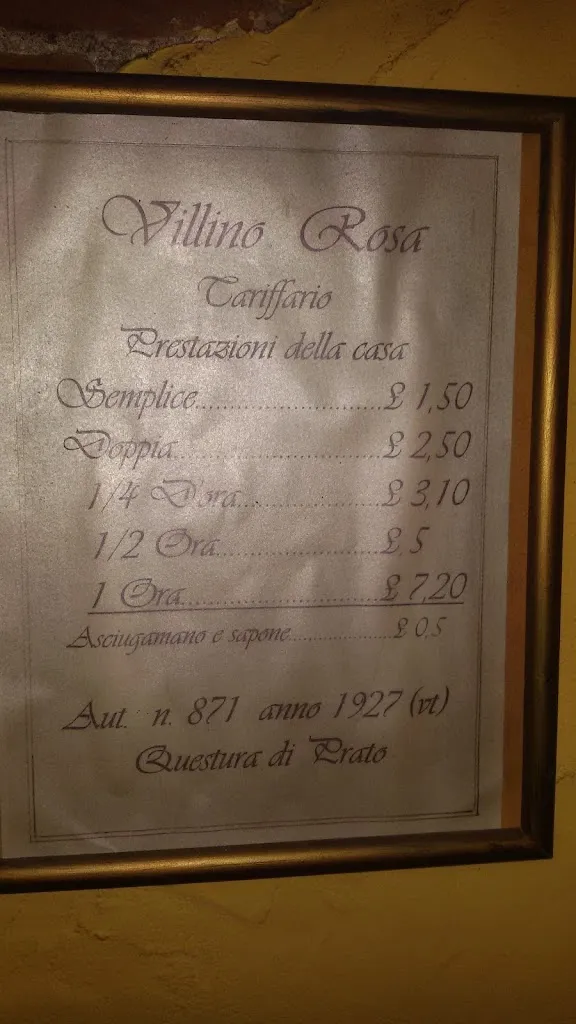 Villino Rosa
Tariffario
Prestazioni della casa
Semplice........................£ 1,50
Doppia..........................£ 2,50
1/4 D'ora.................£ 3,10
1/2 Ora.....................£ 5
1 Ora.........................£ 7,20
Asciugamano e sapone...............£ 0,5
Aut. n. 871 anno 1927 (vt)
Questura di Prato